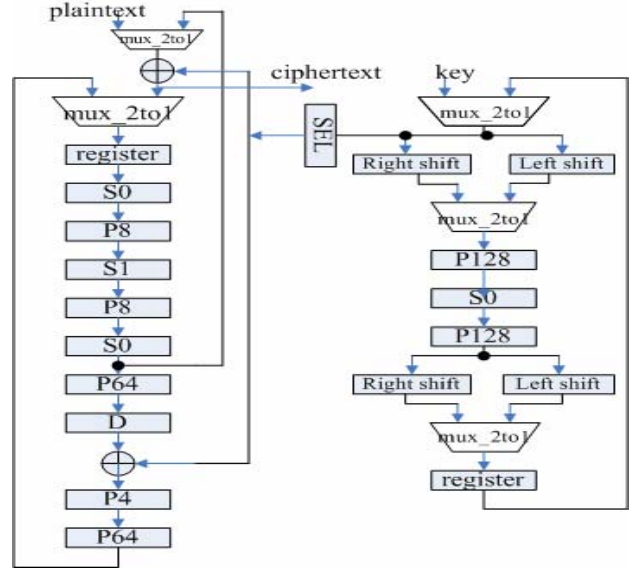 plaintext
mux_2to1
ciphertext
key
mux_2to1
mux_2to1
SEL
register
Right shift
Left shift
S0
mux_2to1
P8
P128
S1
S0
P8
P128
S0
P64
Right shift
Left shift
D
mux_2to1
register
P4
P64